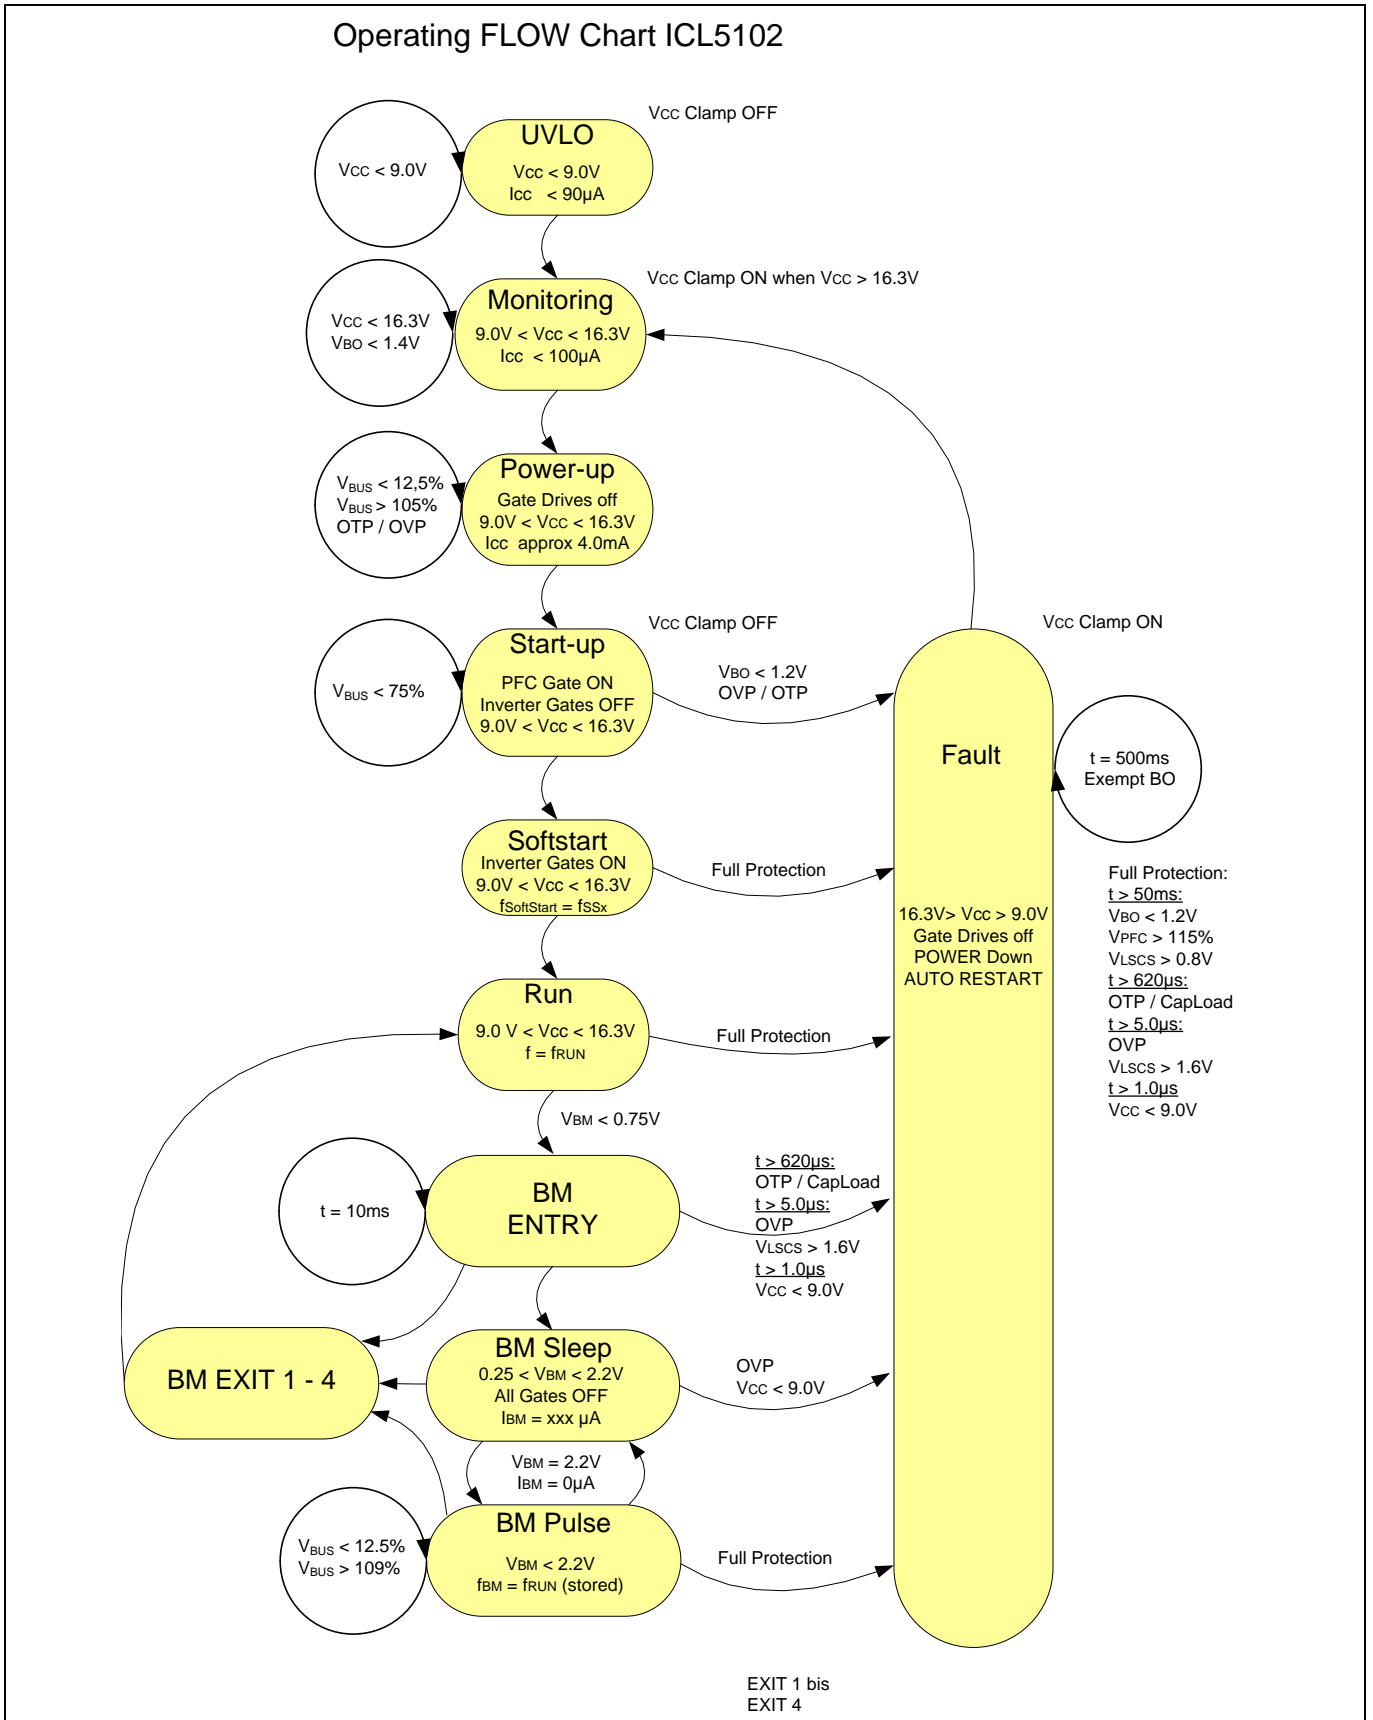 Operating FLOW Chart ICL5102
Vcc Clamp OFF
UVLO
Vcc < 9.0V
Icc < 90µA
Vcc < 9.0V
Vcc Clamp ON when Vcc > 16.3V
Monitoring
9.0V < Vcc < 16.3V
Icc < 100µA
Vcc < 16.3V
VBO < 1.4V
Power-up
Gate Drives off
9.0V < Vcc < 16.3V
Icc approx 4.0mA
VBUS < 12,5%
VBUS > 105%
OTP / OVP
Vcc Clamp OFF
Start-up
PFC Gate ON
Inverter Gates OFF
9.0V < Vcc < 16.3V
VBUS < 75%
VBO < 1.2V
OVP / OTP
Vcc Clamp ON
Fault
16.3V> Vcc > 9.0V
Gate Drives off
POWER Down
AUTO RESTART
t = 500ms
Exempt BO
Full Protection:
t > 50ms:
VBO < 1.2V
VPFC > 115%
VLSCS > 0.8V
t > 620µs:
OTP / CapLoad
t > 5.0µs:
OVP
VLSCS > 1.6V
t > 1.0µs
Vcc < 9.0V
Softstart
Inverter Gates ON
9.0V < Vcc < 16.3V
fSoftStart = fSSx
Full Protection
Run
9.0 V < Vcc < 16.3V
f = fRUN
Full Protection
VBM < 0.75V
BM
ENTRY
t = 10ms
t > 620µs:
OTP / CapLoad
t > 5.0µs:
OVP
VLSCS > 1.6V
t > 1.0µs
Vcc < 9.0V
BM EXIT 1 - 4
BM Sleep
0.25 < VBM < 2.2V
All Gates OFF
IBM = xxx µA
OVP
Vcc < 9.0V
VBM = 2.2V
IBM = 0µA
BM Pulse
VBM < 2.2V
fBM = fRUN (stored)
VBUS < 12.5%
VBUS > 109%
Full Protection
EXIT 1 bis
EXIT 4